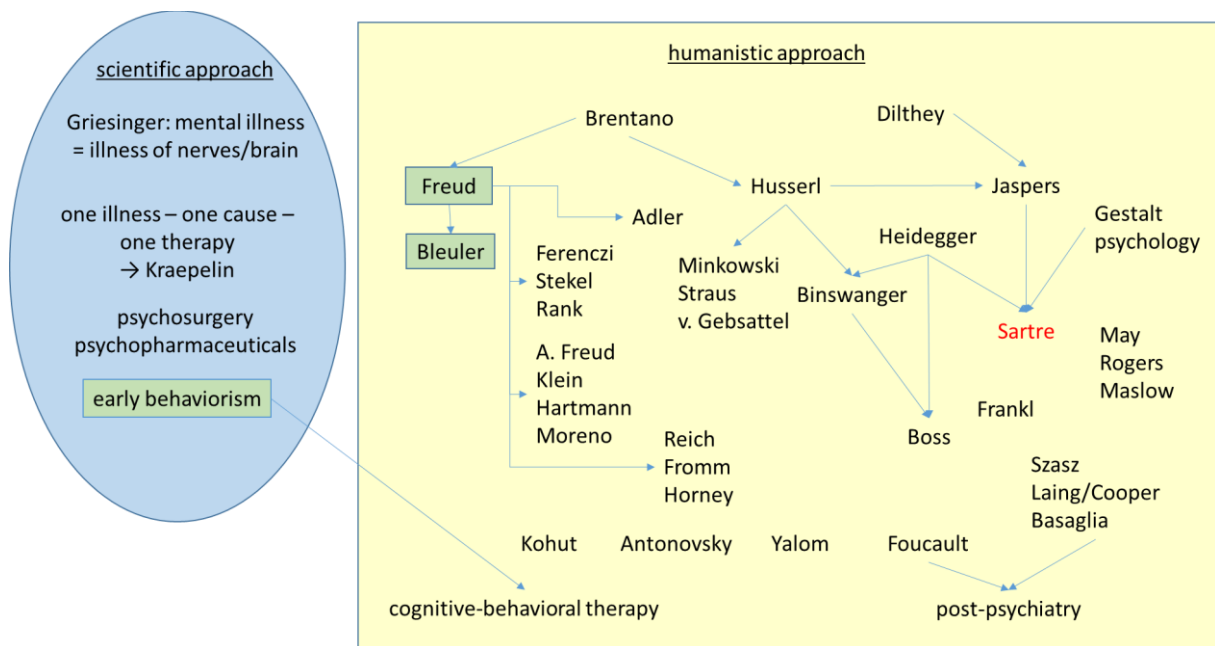 scientific approach
Griesinger: mental illness
= illness of nerves/brain
one illness – one cause –
one therapy
→ Kraepelin
psychosurgery
psychopharmaceuticals
early behaviorism
humanistic approach
Brentano
Dilthey
Freud
Husserl
Jaspers
Adler
Gestalt
psychology
Bleuler
Heidegger
Ferenczi
Stekel
Rank
Minkowski
Straus
v. Gebsattel
Binswanger
Sartre
May
Rogers
Maslow
A. Freud
Klein
Hartmann
Moreno
Frankl
Boss
Reich
Fromm
Horney
Szasz
Laing/Cooper
Basaglia
Kohut
Antonovsky
Yalom
Foucault
cognitive-behavioral therapy
post-psychiatry